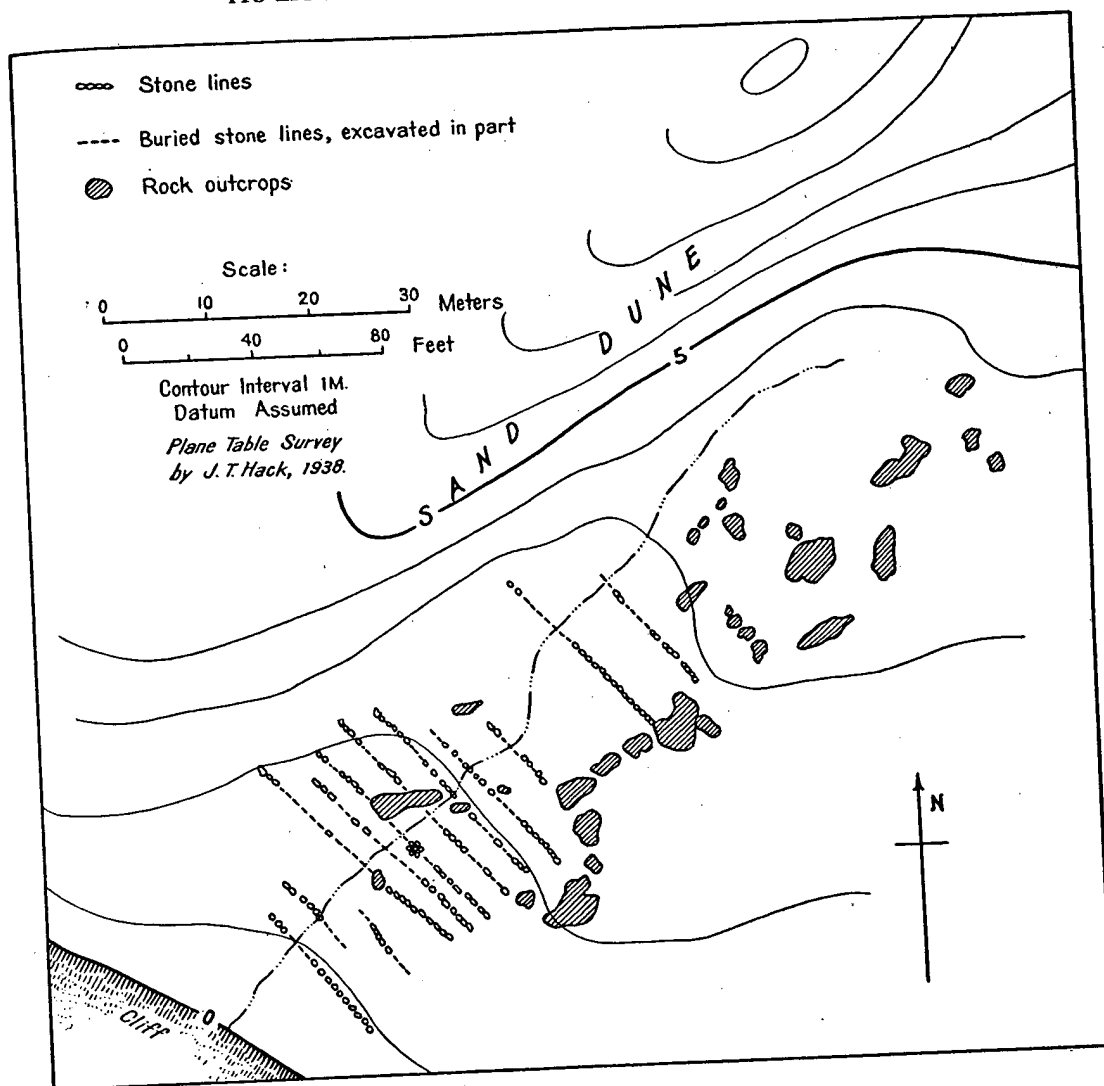 Stone lines
Buried stone lines, excavated in part
Rock outcrops
Scale:
0 10 20 30 Meters
0 40 80 Feet
Contour Interval 1M.
Datum Assumed
Plane Table Survey
by J. T. Hack, 1938.
SAND DUNE
5
5
N
0
Cliff